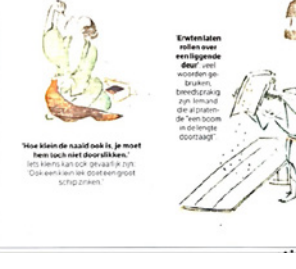 'Hoe klein de naald ook is, je moet
hem toch niet doorslikken.'
Iets kleins kan ook gevaarlijk zijn:
'Ook een klein lek doet een groot
schip zinken.'
'Erwten laten
rollen over
een liggende
deur': veel
woorden ge-
bruiken,
breedsprakig
zijn. Iemand
die al praten-
de "een boom
in de lengte
doorzaagt".